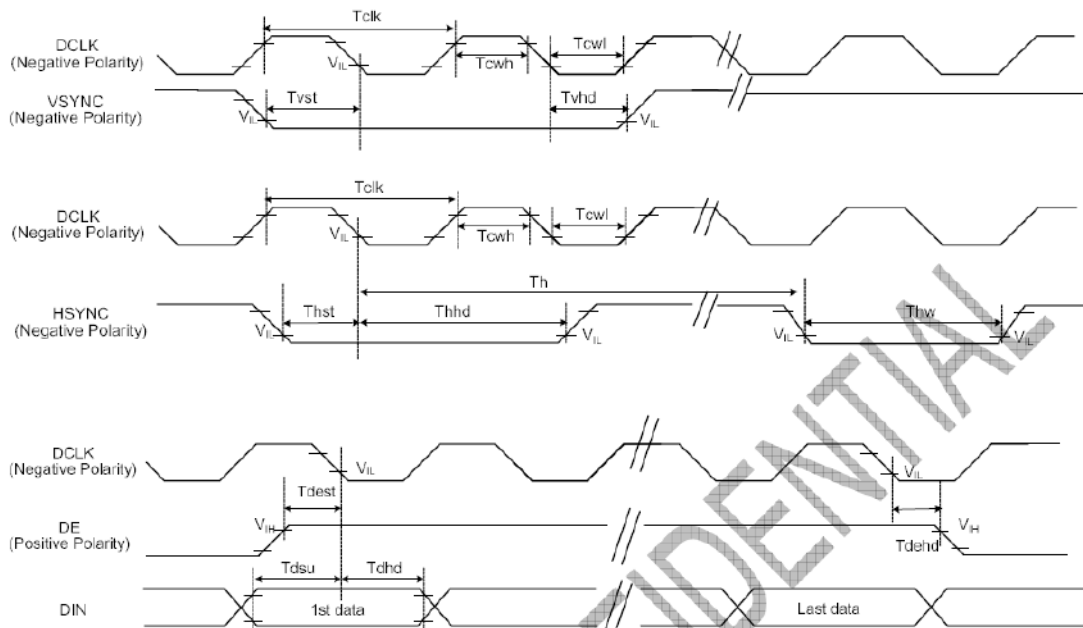 Tclk
DCLK
(Negative Polarity)
VIL
Tcwh
Tcwl
VSYNC
(Negative Polarity)
VIL
Tvst
Tvhd
VIL
Tclk
DCLK
(Negative Polarity)
VIL
Tcwh
Tcwl
Th
HSYNC
(Negative Polarity)
VIL
Thst
Thhd
VIL
VIL
Thw
VIL
DCLK
(Negative Polarity)
VIL
VIL
Tdest
DE
(Positive Polarity)
VIH
VIH
Tdehd
Tdsu
Tdhd
DIN
1st data
Last data
FIDENTIAL